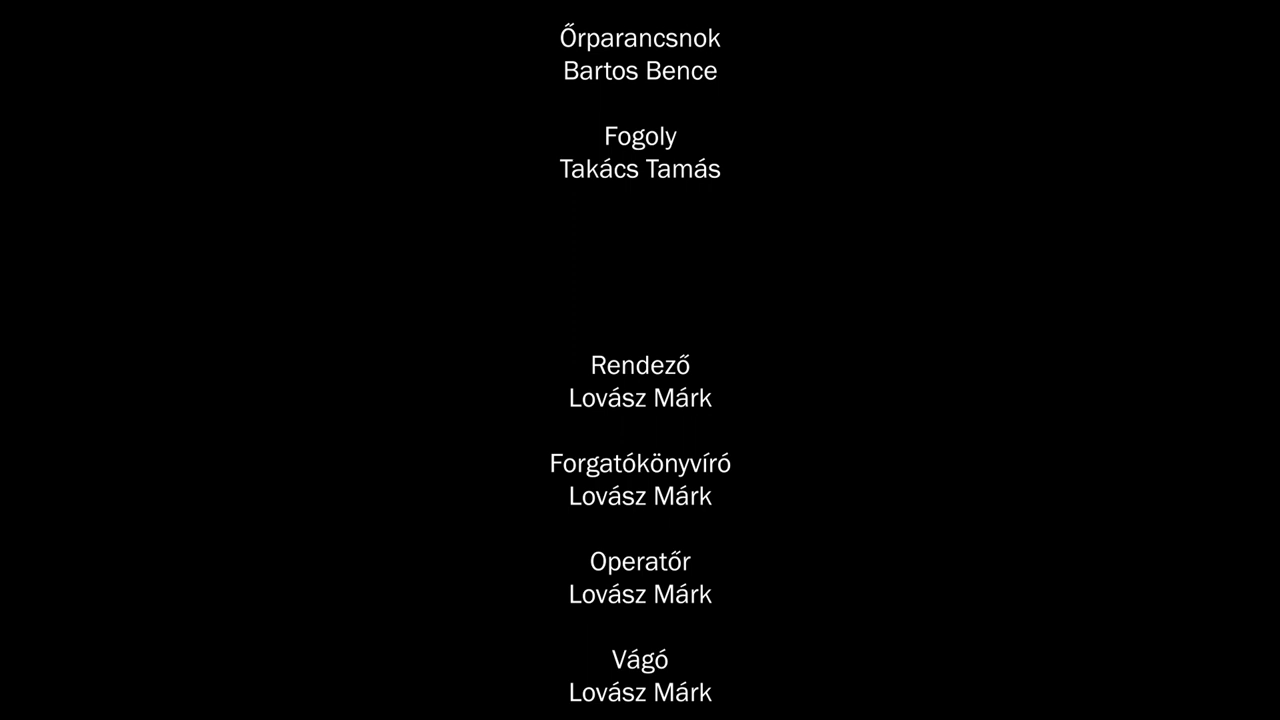 Őrparancsnok
Bartos Bence
Fogoly
Takács Tamás
Rendező
Lovász Márk
Forgatókönyvíró
Lovász Márk
Operatőr
Lovász Márk
Vágó
Lovász Márk